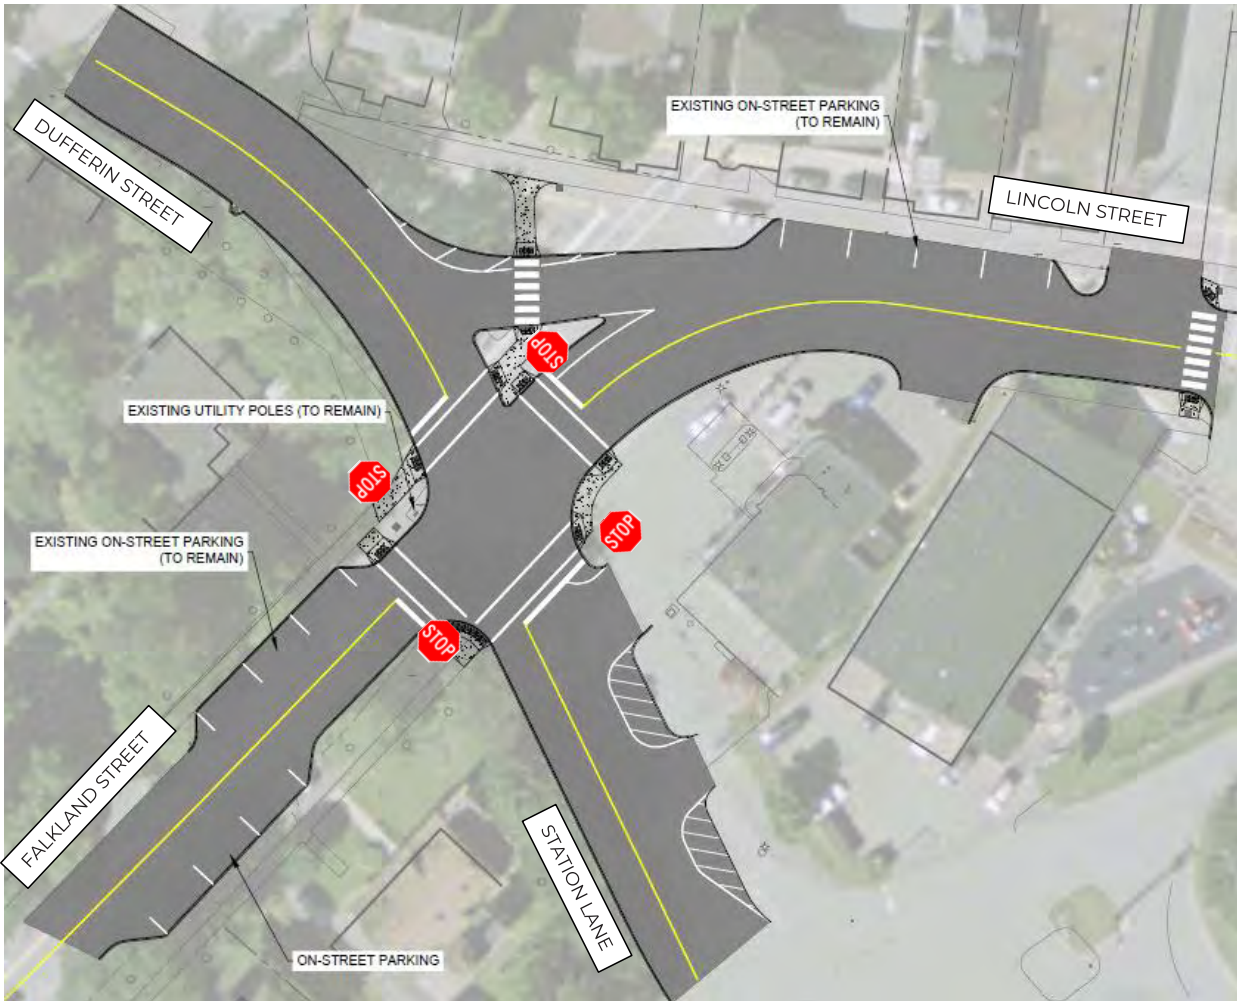 EXISTING ON-STREET PARKING
(TO REMAIN)
DUFFERIN STREET
LINCOLN STREET
STOP
EXISTING UTILITY POLES (TO REMAIN)
STOP
STOP
EXISTING ON-STREET PARKING
(TO REMAIN)
STOP
FALKLAND STREET
STATION LANE
ON-STREET PARKING